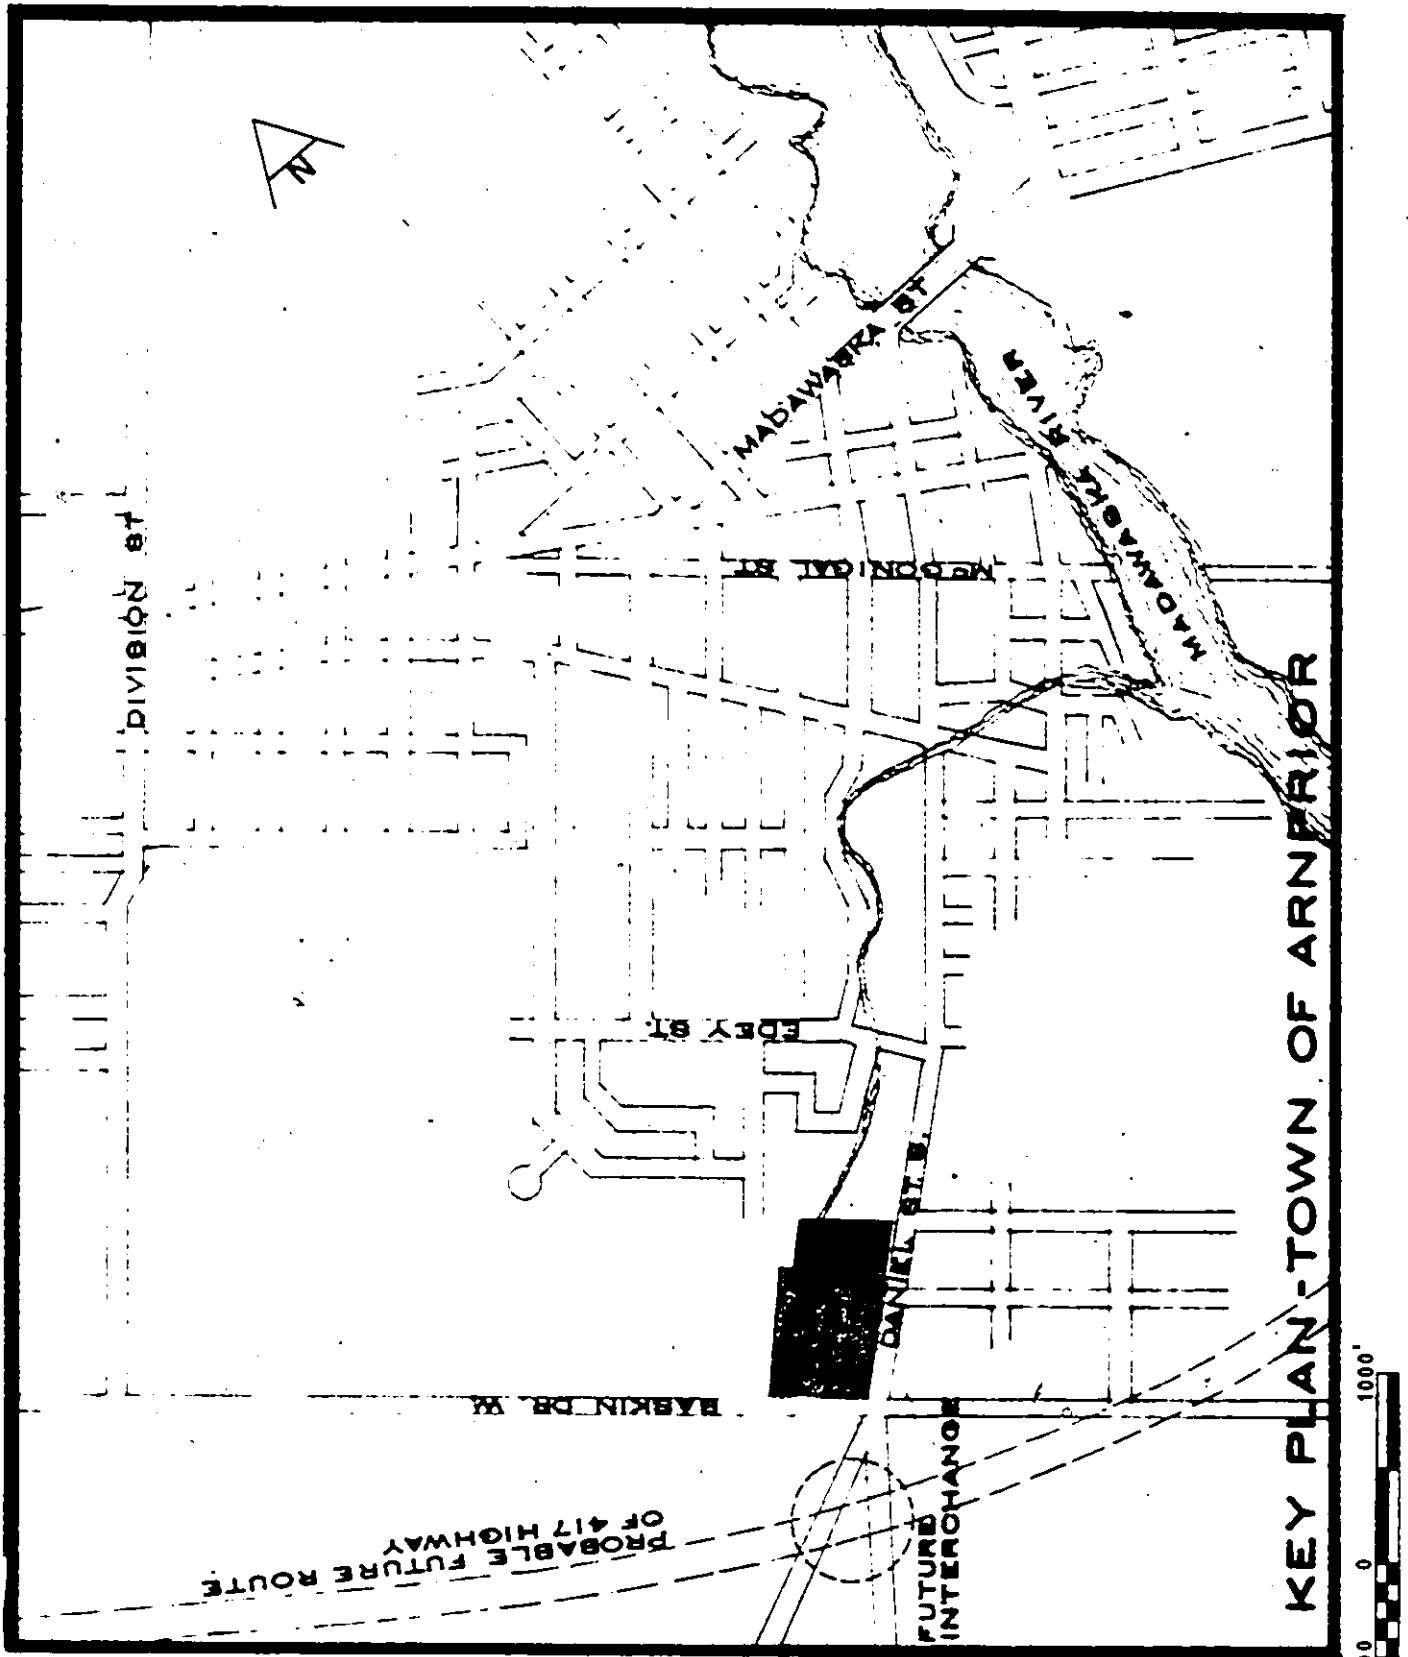 N
MADAWASKA ST
MADAWASKA RIVER
DIVISION ST
McGONIGAL ST
EDEY ST.
DANIEL ST. S.
BASKIN DR. W.
PROBABLE FUTURE ROUTE
OF 417 HIGHWAY
FUTURE
INTERCHANGE
KEY PLAN-TOWN OF ARNPRIOR
0
1000'